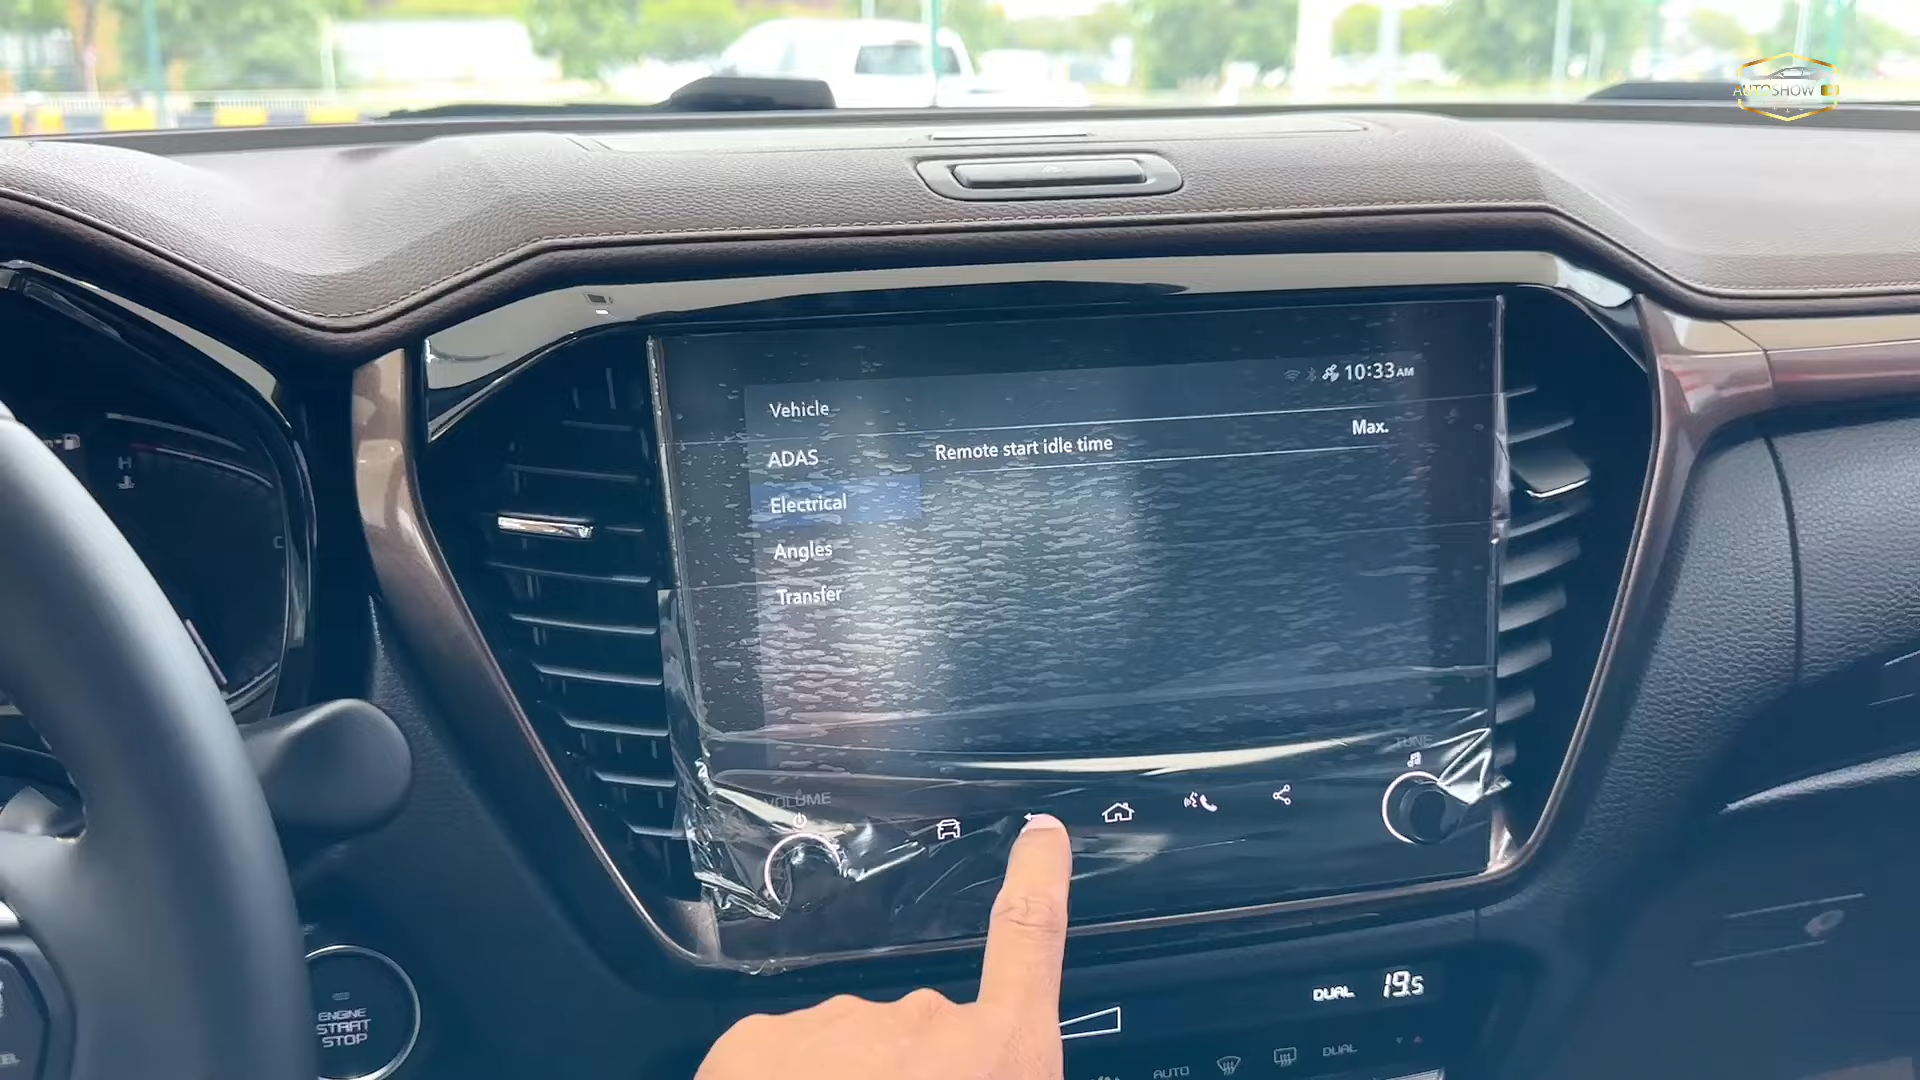 AUTOSHOW
10:33 AM
Vehicle
ADAS
Electrical
Angles
Transfer
Remote start idle time
Max.
VOLUME
TUNE
H
C
ENGINE
START
STOP
DUAL 19.5
AUTO
DUAL